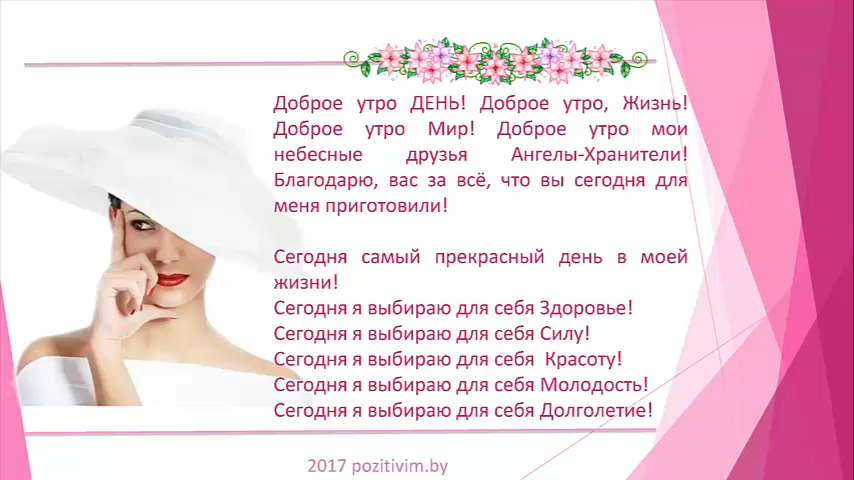 Доброе утро ДЕНЬ! Доброе утро, Жизнь!
Доброе утро Мир! Доброе утро мои
небесные друзья Ангелы-Хранители!
Благодарю, вас за всё, что вы сегодня для
меня приготовили!
Сегодня самый прекрасный день в моей
жизни!
Сегодня я выбираю для себя Здоровье!
Сегодня я выбираю для себя Силу!
Сегодня я выбираю для себя Красоту!
Сегодня я выбираю для себя Молодость!
Сегодня я выбираю для себя Долголетие!
2017 pozitivim.by